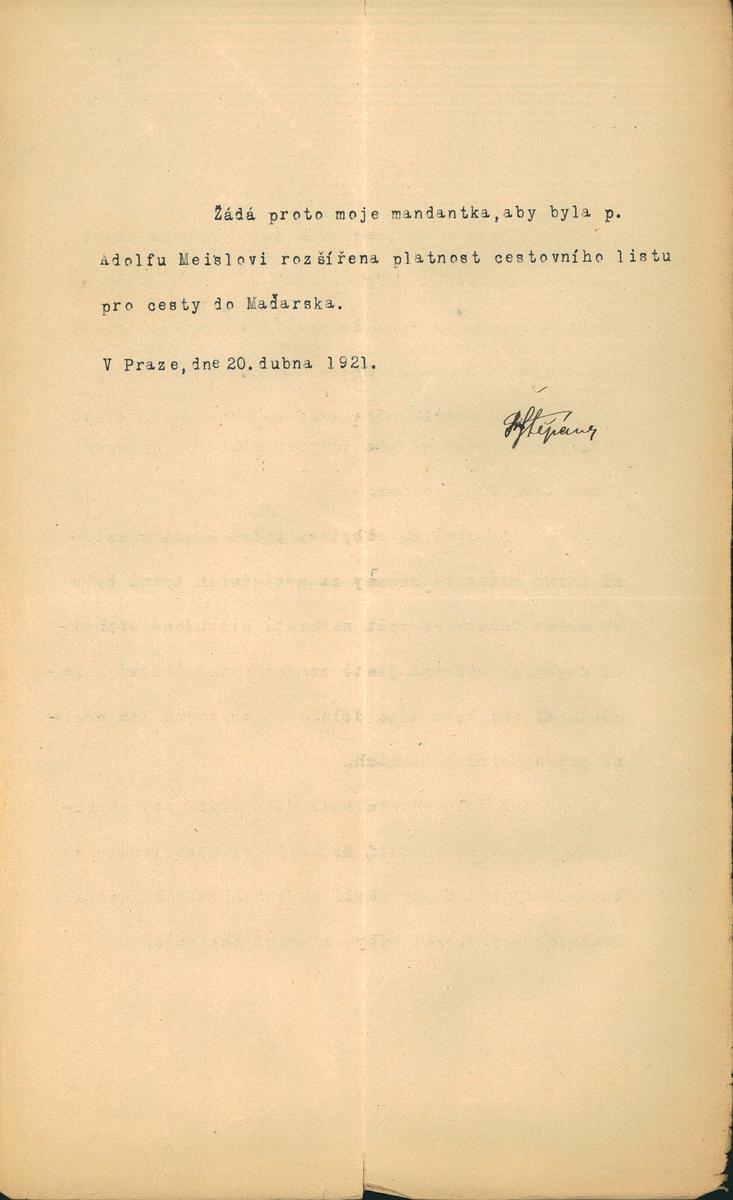 Žádá proto moje mandantka,aby byla p.
Adolfu Meislovi rozšířena platnost cestovního listu
pro cesty do Maďarska.
V Praze,dne 20.dubna 1921.